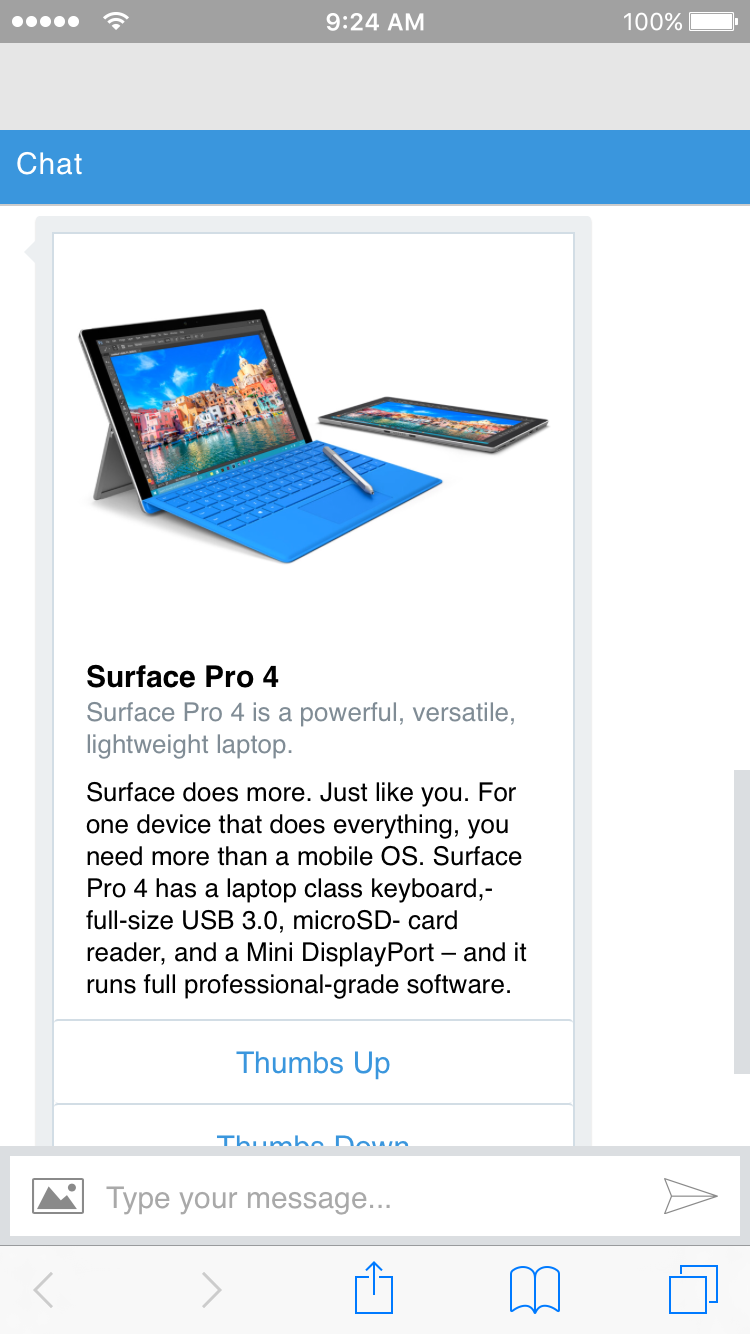 9:24 AM
100%
Chat
Surface Pro 4
Surface Pro 4 is a powerful, versatile,
lightweight laptop.
Surface does more. Just like you. For
one device that does everything, you
need more than a mobile OS. Surface
Pro 4 has a laptop class keyboard,-
full-size USB 3.0, microSD- card
reader, and a Mini DisplayPort – and it
runs full professional-grade software.
Thumbs Up
Thumbs Down
Type your message...